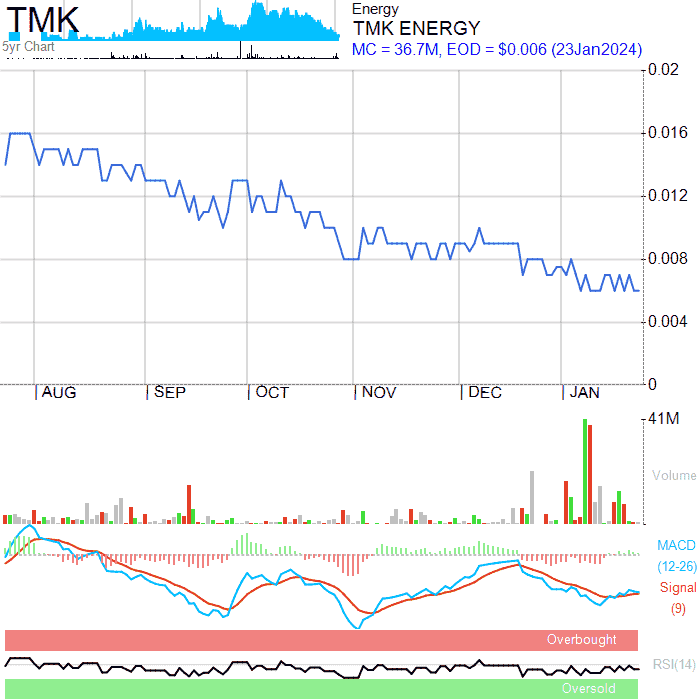 TMK
5yr Chart
Energy
TMK ENERGY
MC = 36.7M, EOD = $0.006 (23Jan2024)
0.02
0.016
0.012
0.008
0.004
0
AUG SEP OCT NOV DEC JAN
41M
Volume
MACD
(12-26)
Signal
(9)
Overbought
RSI(14)
Oversold